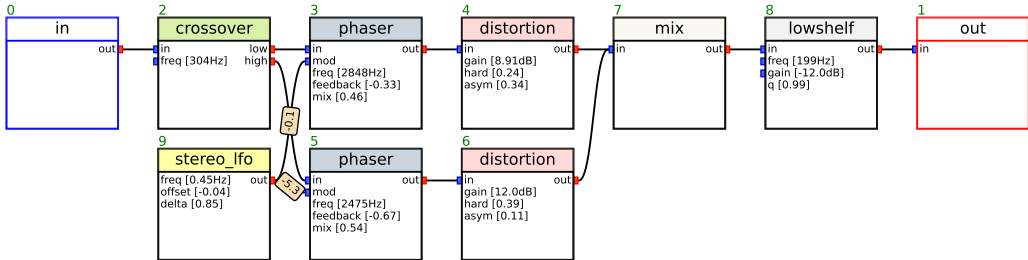 0
in
out
2
crossover
in
low
freq [304Hz]
high
3
phaser
in
out
mod
freq [2848Hz]
feedback [-0.33]
mix [0.46]
4
distortion
in
out
gain [8.91dB]
hard [0.24]
asym [0.34]
7
mix
in
out
8
lowshelf
in
out
freq [199Hz]
gain [-12.0dB]
q [0.99]
1
out
in
-0.1
-5.3
9
stereo_lfo
freq [0.45Hz]
out
offset [-0.04]
delta [0.85]
5
phaser
in
out
mod
freq [2475Hz]
feedback [-0.67]
mix [0.54]
6
distortion
in
out
gain [12.0dB]
hard [0.39]
asym [0.11]